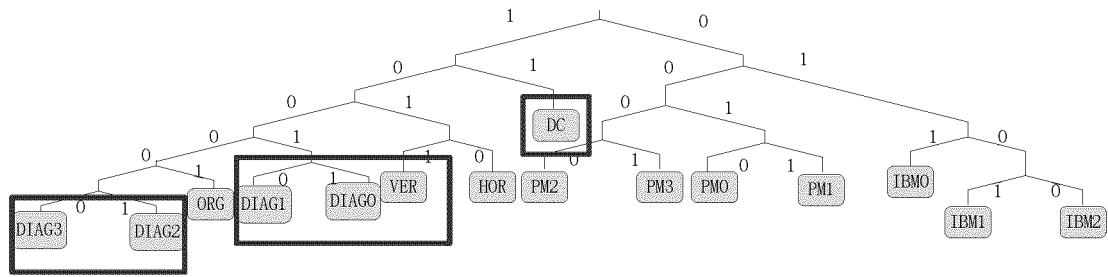 1 0
0 1 0 1
0 1 DC 0 1 1 0
0 1 1 0 0 1 0 1 IBM0
0 1 0 1 VER HOR PM2 PM3 PM0 PM1 1 0
DIAG3 DIAG2 ORG DIAG1 DIAG0 IBM1 IBM2